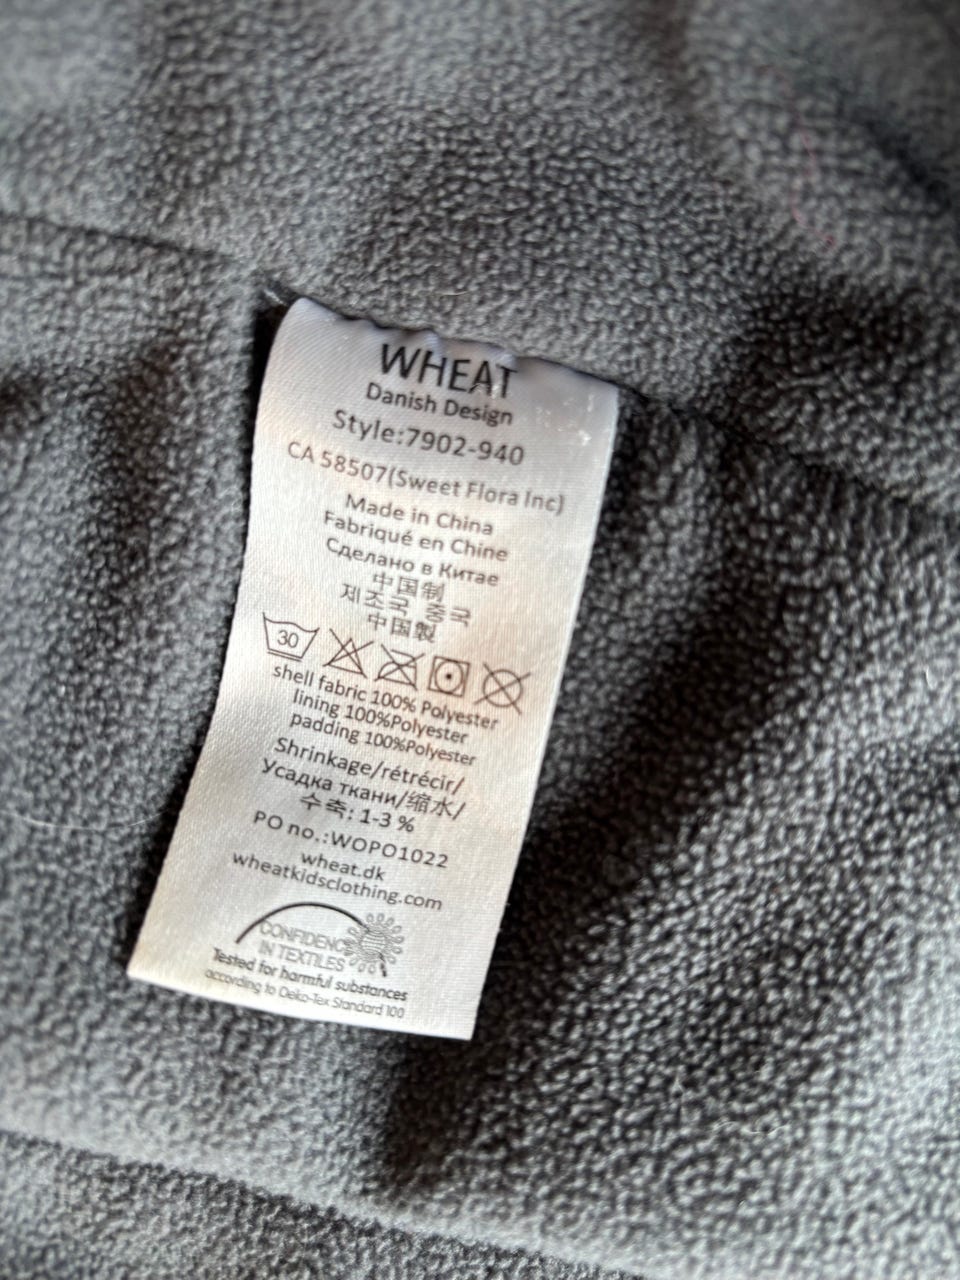 WHEAT
Danish Design
Style:7902-940
CA 58507(Sweet Flora Inc)
Made in China
Fabriqué en Chine
Сделано в Китае
中国制
제조국 중국
中国製
30
shell fabric 100% Polyester
lining 100%Polyester
padding 100%Polyester
Shrinkage/rétrécir/
Усадка ткани/缩水/
수축: 1-3 %
PO no.:WOPO1022
wheat.dk
wheatkidsclothing.com
CONFIDENCE
IN TEXTILES
Tested for harmful substances
according to Oeko-Tex Standard 100